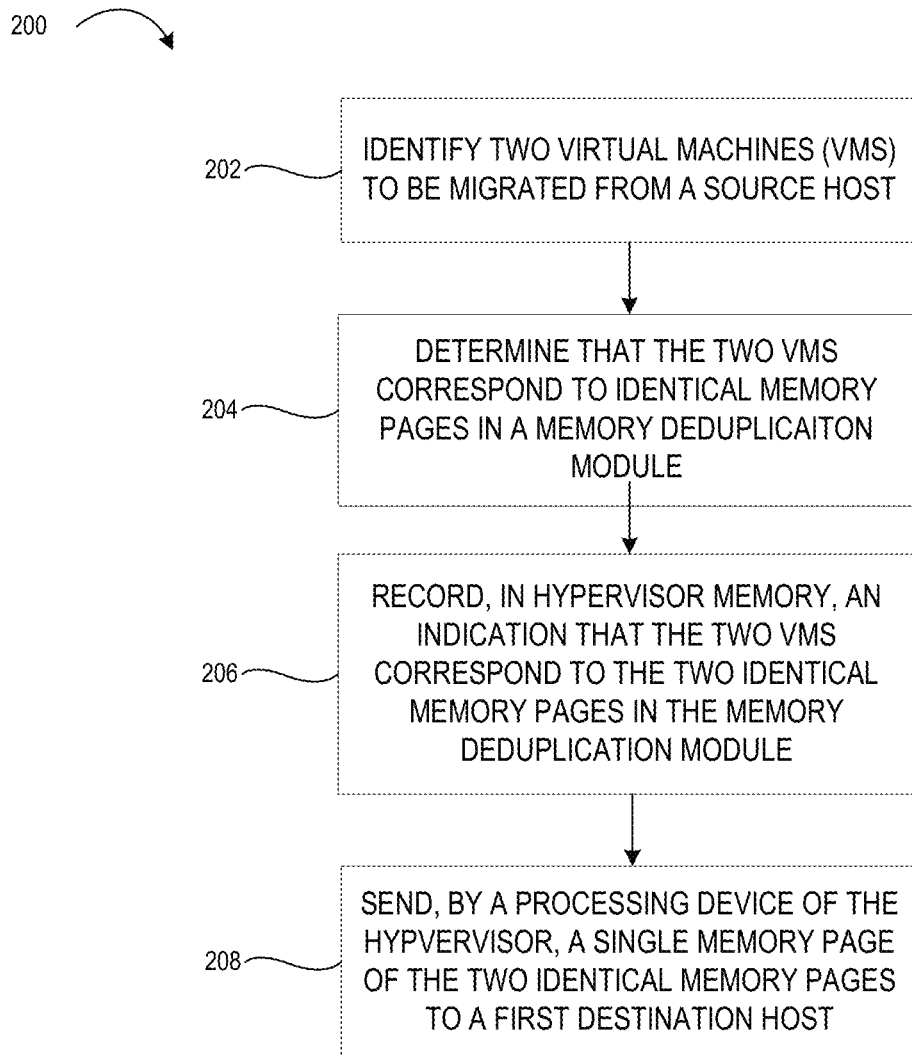 200
202
IDENTIFY TWO VIRTUAL MACHINES (VMS)
TO BE MIGRATED FROM A SOURCE HOST
204
DETERMINE THAT THE TWO VMS
CORRESPOND TO IDENTICAL MEMORY
PAGES IN A MEMORY DEDUPLICAITON
MODULE
206
RECORD, IN HYPERVISOR MEMORY, AN
INDICATION THAT THE TWO VMS
CORRESPOND TO THE TWO IDENTICAL
MEMORY PAGES IN THE MEMORY
DEDUPLICATION MODULE
208
SEND, BY A PROCESSING DEVICE OF THE
HYPVERVISOR, A SINGLE MEMORY PAGE
OF THE TWO IDENTICAL MEMORY PAGES
TO A FIRST DESTINATION HOST